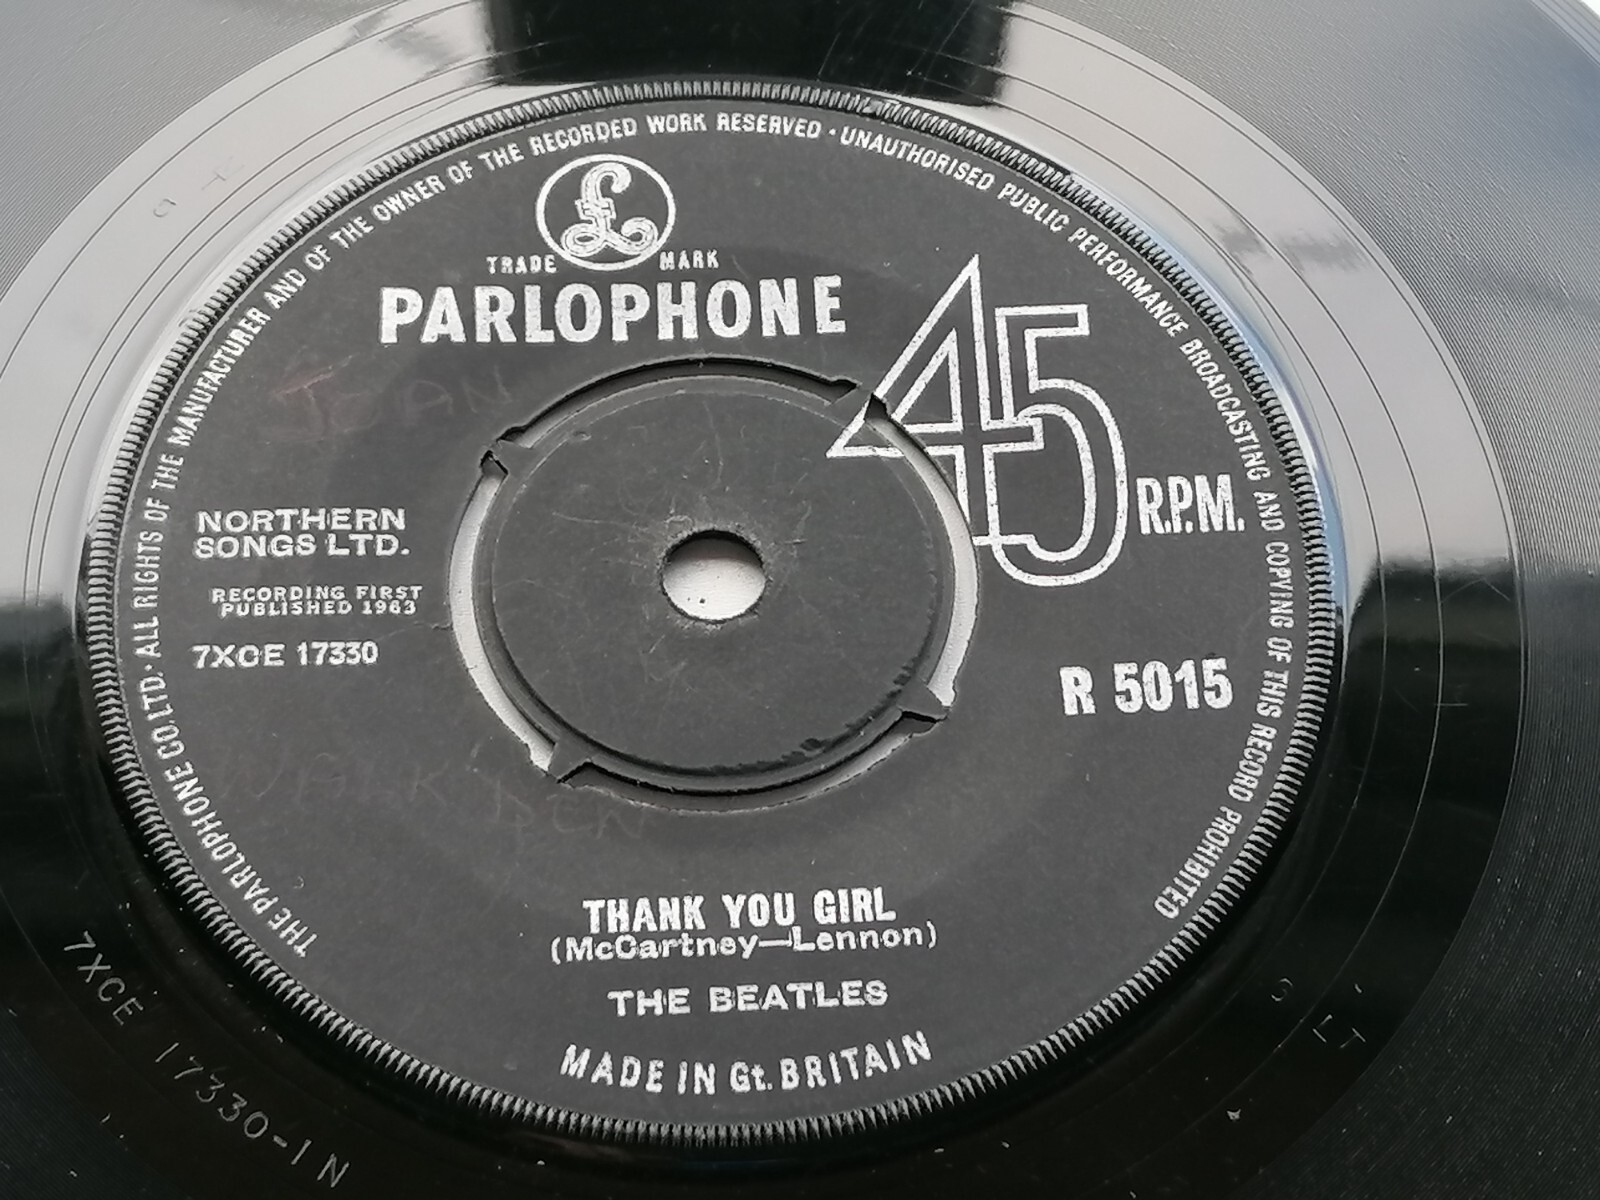 THE PARLOPHONE CO.LTD. • ALL RIGHTS OF THE MANUFACTURER AND OF THE OWNER OF THE RECORDED WORK RESERVED • UNAUTHORISED PUBLIC PERFORMANCE BROADCASTING AND COPYING OF THIS RECORD PROHIBITED
£
TRADE MARK
PARLOPHONE
45 R.P.M.
JOAN
NORTHERN
SONGS LTD.
RECORDING FIRST
PUBLISHED 1963
7XCE 17330
R 5015
THANK YOU GIRL
(McCartney—Lennon)
THE BEATLES
MADE IN Gt. BRITAIN
7XCE 17330-1N